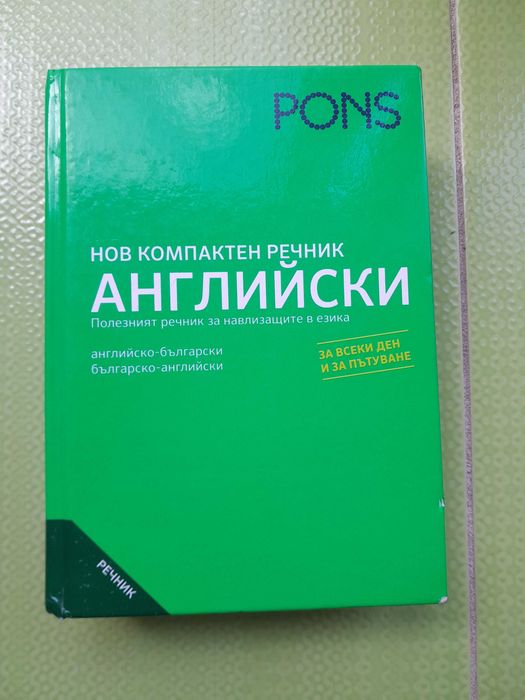 PONS
НОВ КОМПАКТЕН РЕЧНИК
АНГЛИЙСКИ
Полезният речник за навлизащите в езика
английско-български
българско-английски
ЗА ВСЕКИ ДЕН
И ЗА ПЪТУВАНЕ
РЕЧНИК